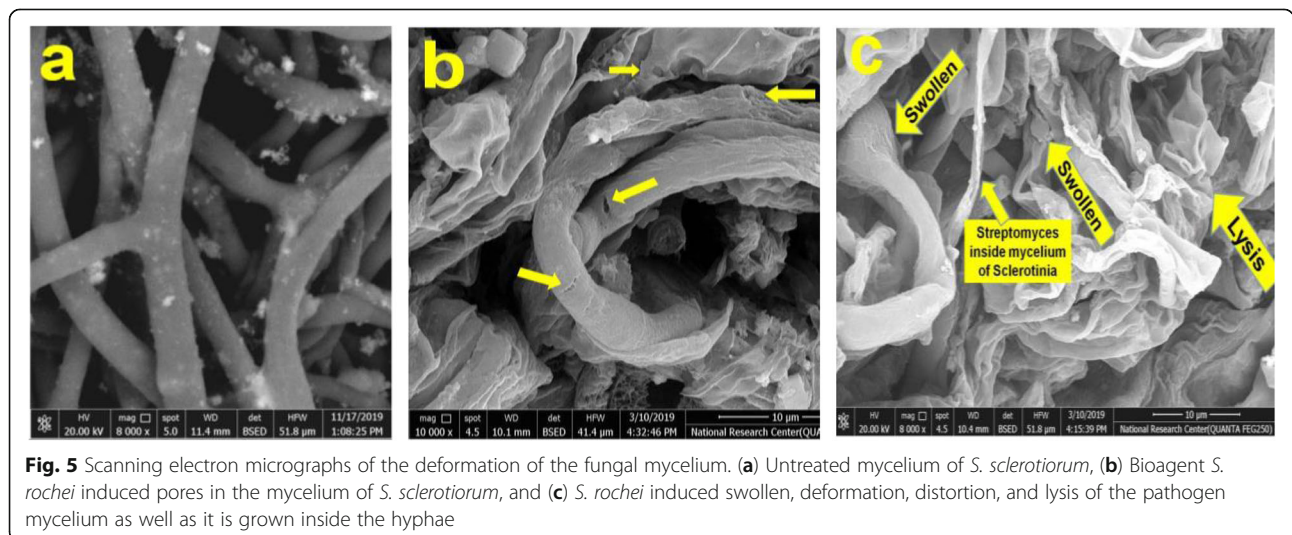 a
HV mag □ spot WD det HFW 11/17/2019
20.00 kV 8 000 x 5.0 11.4 mm BSED 51.8 µm 1:08:25 PM
b
mag □ spot WD det HFW 3/10/2019 10 µm
10 000 x 4.5 10.1 mm BSED 41.4 µm 4:32:46 PM National Research Center(QUANTA
c
Swollen
Swollen
Streptomyces
inside mycelium
of Sclerotinia
Lysis
HV mag □ spot WD det HFW 3/10/2019 10 µm
20.00 kV 8 000 x 4.5 10.4 mm BSED 51.8 µm 4:15:39 PM National Research Center(QUANTA FEG250)
Fig. 5 Scanning electron micrographs of the deformation of the fungal mycelium. (a) Untreated mycelium of S. sclerotiorum, (b) Bioagent S.
rochei induced pores in the mycelium of S. sclerotiorum, and (c) S. rochei induced swollen, deformation, distortion, and lysis of the pathogen
mycelium as well as it is grown inside the hyphae